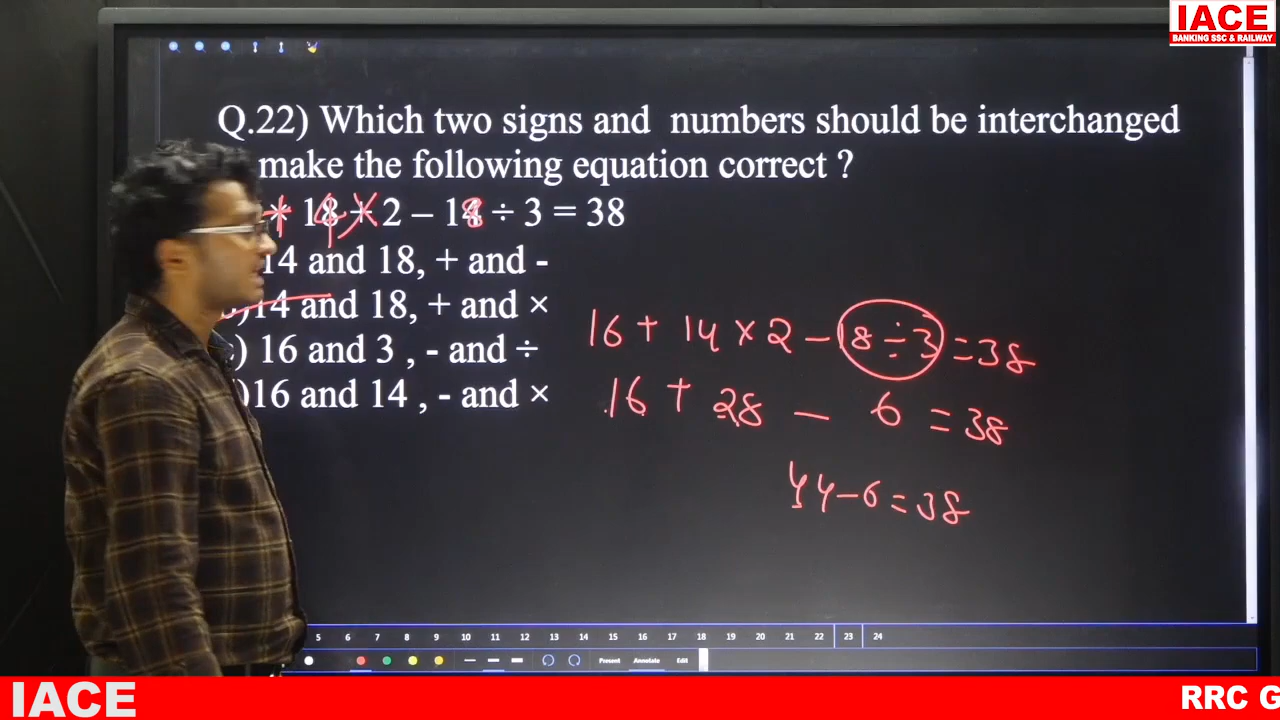 IACE
BANKING SSC & RAILWAY
Q.22) Which two signs and numbers should be interchanged
make the following equation correct ?
2 – 1 ÷ 3 = 38
14 and 18, + and -
14 and 18, + and ×
) 16 and 3 , - and ÷
)16 and 14 , - and ×
16 + 14 × 2 – 18 ÷ 3 = 38
16 + 28 – 6 = 38
44 – 6 = 38
5 6 7 8 9 10 11 12 13 14 15 16 17 18 19 20 21 22 23 24
Present Annotate Edit
IACE
RRC G